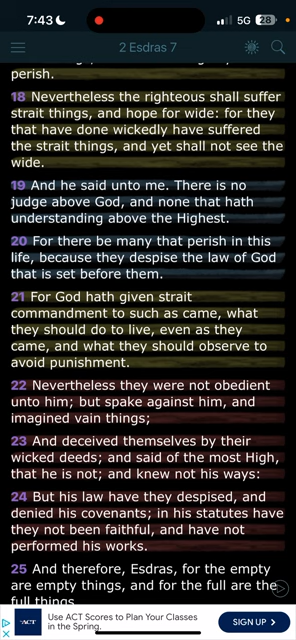 7:43
5G
28
2 Esdras 7
perish.
18 Nevertheless the righteous shall suffer
strait things, and hope for wide: for they
that have done wickedly have suffered
the strait things, and yet shall not see the
wide.
19 And he said unto me. There is no
judge above God, and none that hath
understanding above the Highest.
20 For there be many that perish in this
life, because they despise the law of God
that is set before them.
21 For God hath given strait
commandment to such as came, what
they should do to live, even as they
came, and what they should observe to
avoid punishment.
22 Nevertheless they were not obedient
unto him; but spake against him, and
imagined vain things;
23 And deceived themselves by their
wicked deeds; and said of the most High,
that he is not; and knew not his ways:
24 But his law have they despised, and
denied his covenants; in his statutes have
they not been faithful, and have not
performed his works.
25 And therefore, Esdras, for the empty
are empty things, and for the full are the
full things.
ACT
Use ACT Scores to Plan Your Classes
in the Spring.
SIGN UP